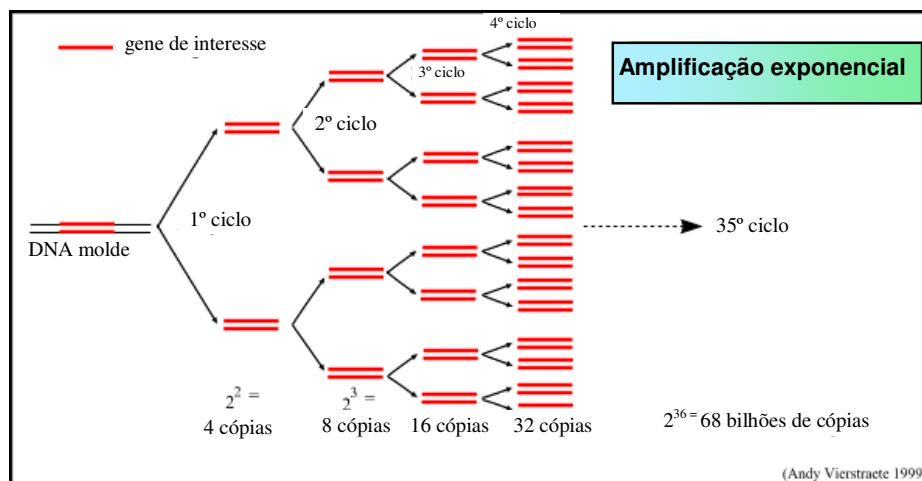 4º ciclo
gene de interesse
Amplificação exponencial
3º ciclo
2º ciclo
1º ciclo
35º ciclo
DNA molde
2² =
4 cópias
2³ =
8 cópias
16 cópias
32 cópias
2³⁶ = 68 bilhões de cópias
(Andy Vierstraete 1999